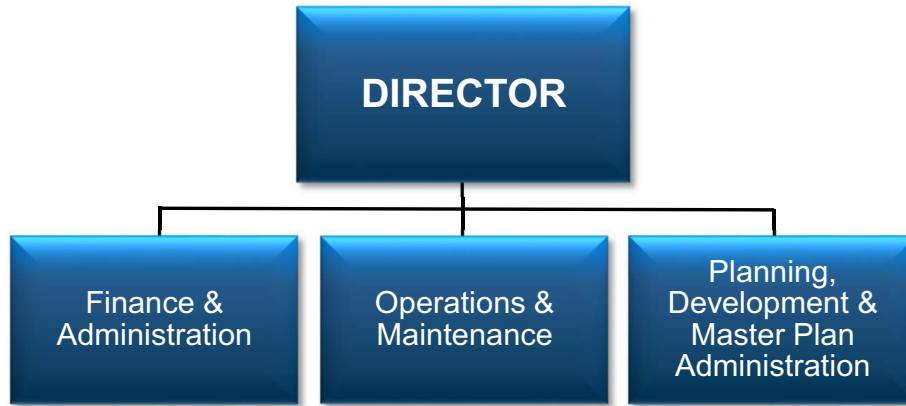 DIRECTOR
Finance &
Administration
Operations &
Maintenance
Planning,
Development &
Master Plan
Administration